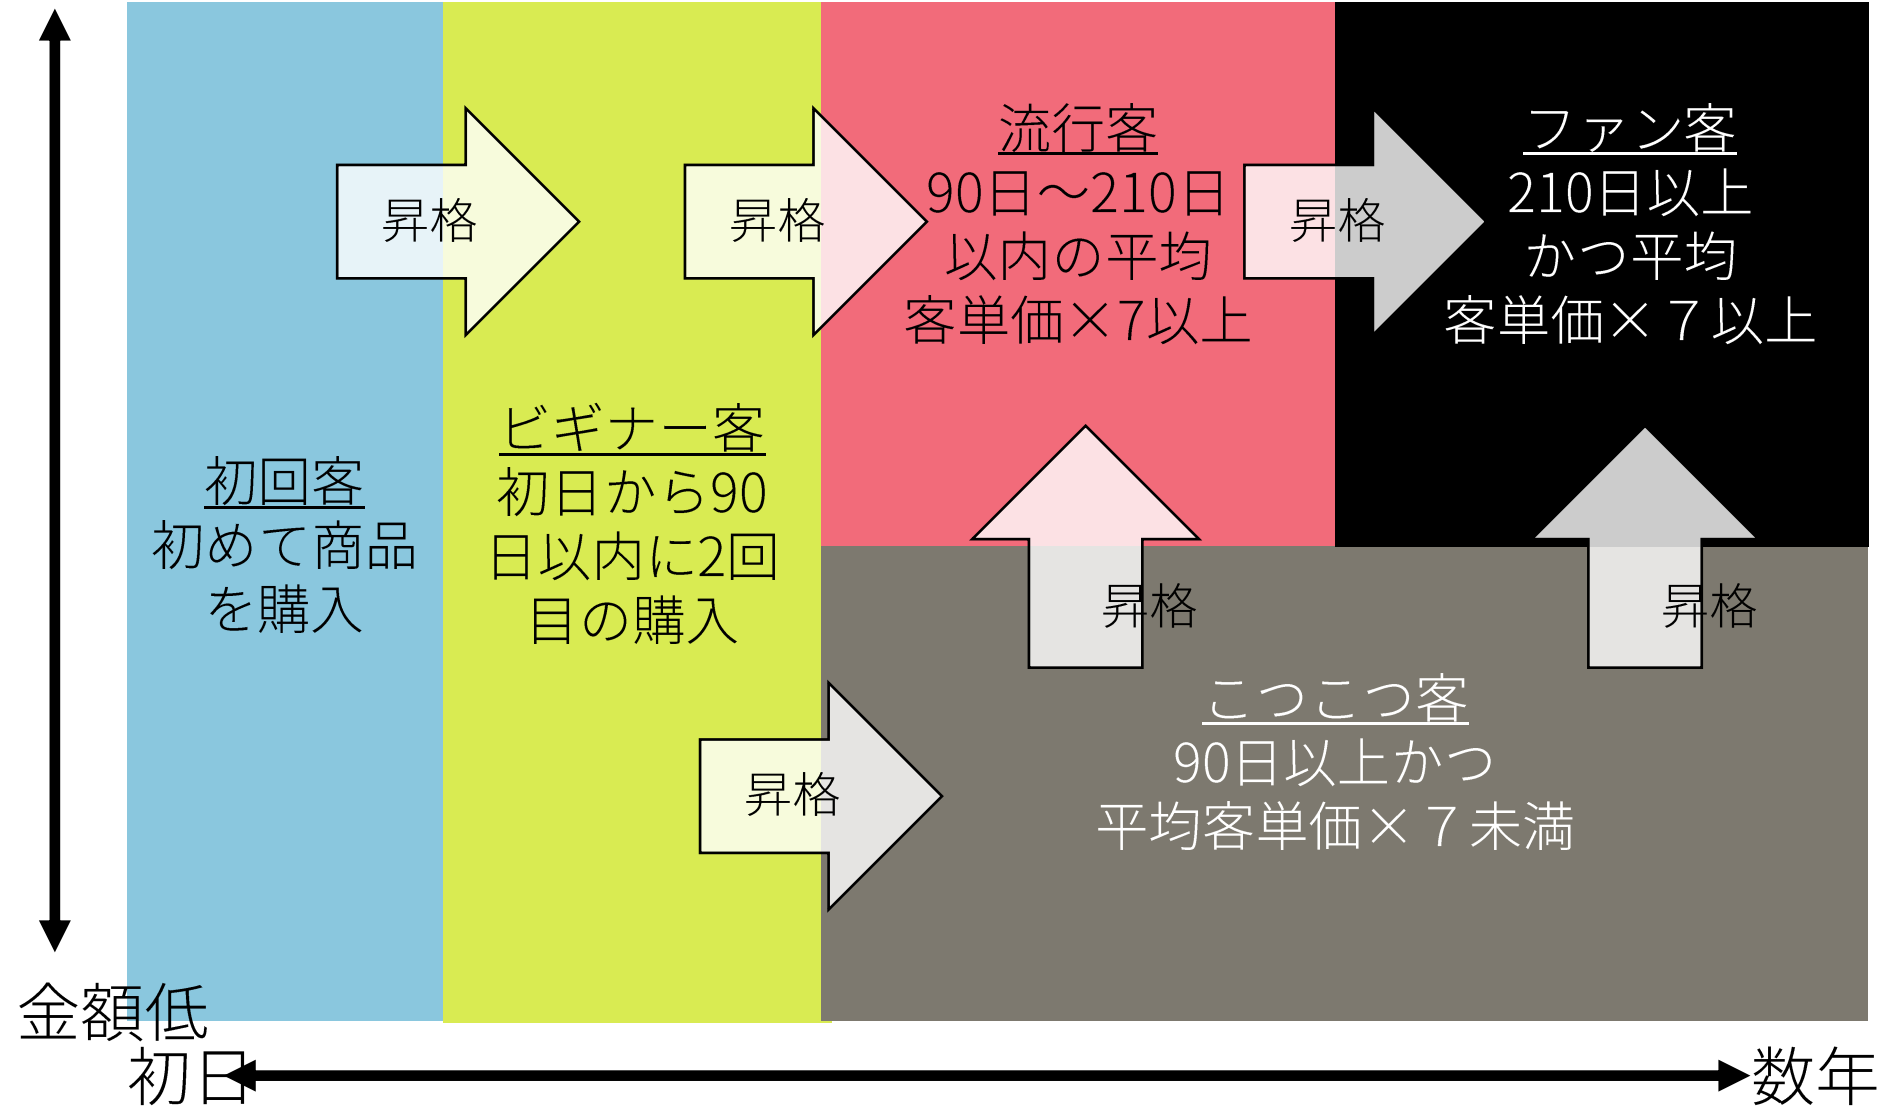 初回客
初めて商品
を購入
ビギナー客
初日から90
日以内に2回
目の購入
流行客
90日～210日
以内の平均
客単価×7以上
ファン客
210日以上
かつ平均
客単価×７以上
こつこつ客
90日以上かつ
平均客単価×７未満
昇格
昇格
昇格
昇格
昇格
昇格
金額低
初日
数年